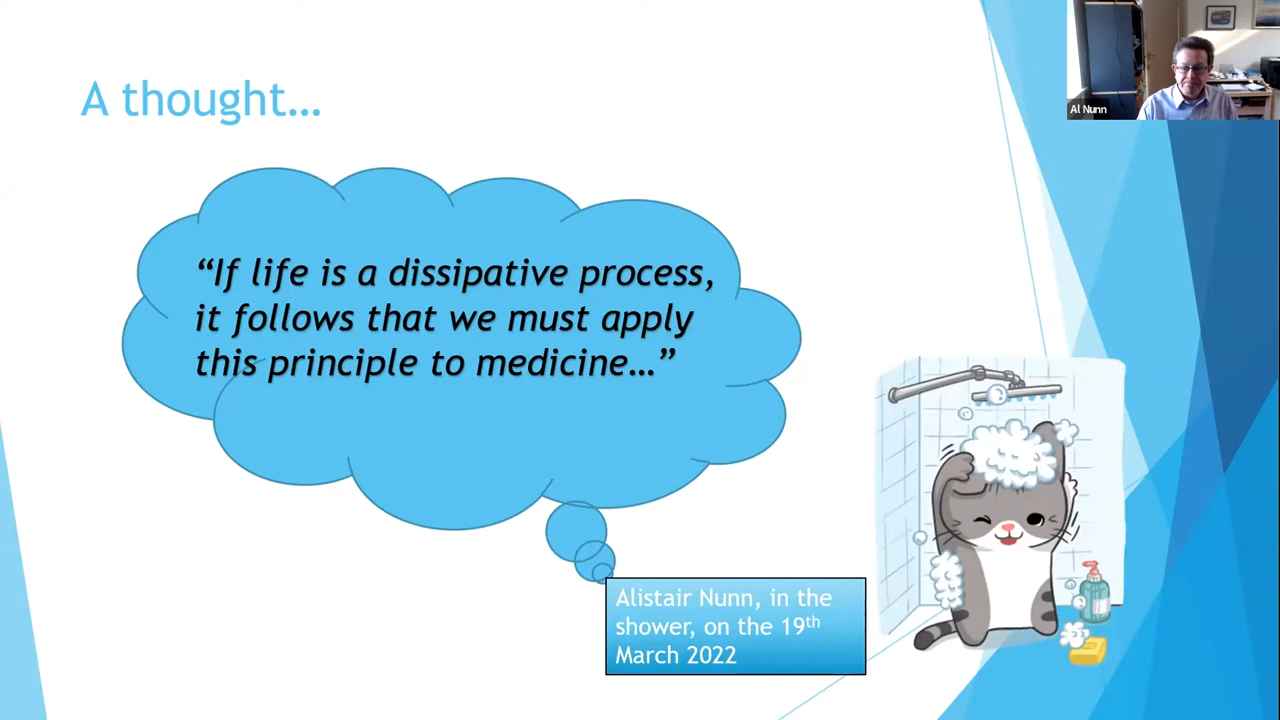 Al Nunn
A thought…
“If life is a dissipative process,
it follows that we must apply
this principle to medicine…”
Alistair Nunn, in the
shower, on the 19th
March 2022